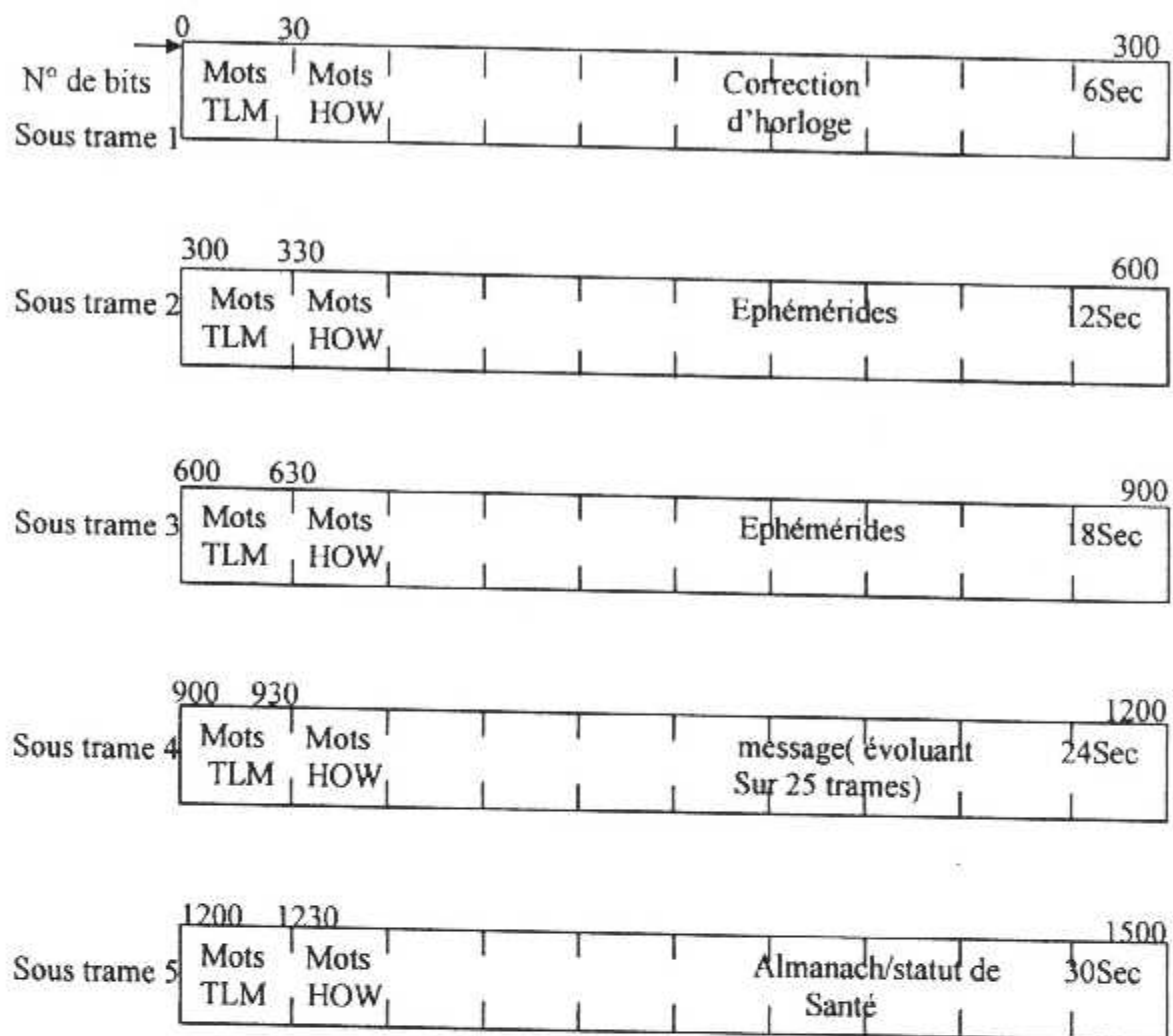 0 30 300
N° de bits
Sous trame 1
Mots Mots Correction 6Sec
TLM HOW d'horloge
300 330 600
Sous trame 2 Mots Mots Ephémérides 12Sec
TLM HOW
600 630 900
Sous trame 3 Mots Mots Ephémérides 18Sec
TLM HOW
900 930 1200
Sous trame 4 Mots Mots message( évoluant 24Sec
TLM HOW Sur 25 trames)
1200 1230 1500
Sous trame 5 Mots Mots Almanach/statut de 30Sec
TLM HOW Santé